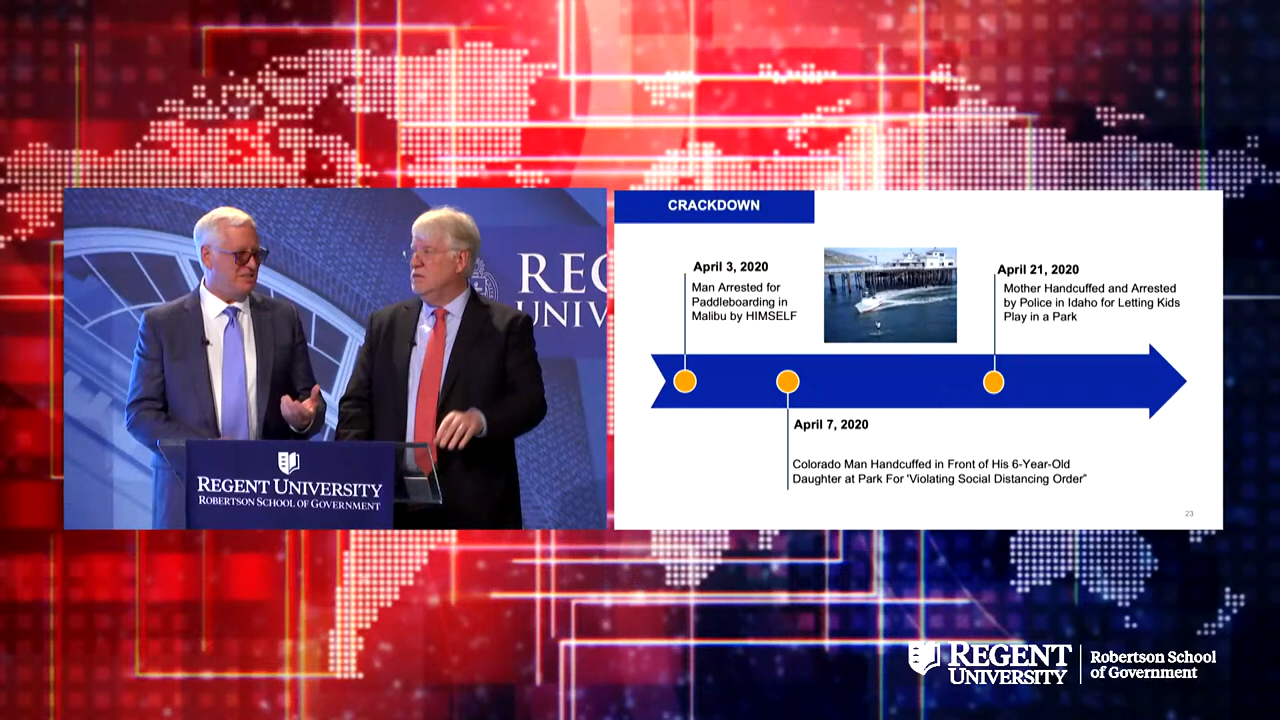 REG
UNIV
REGENT UNIVERSITY
ROBERTSON SCHOOL OF GOVERNMENT
CRACKDOWN
April 3, 2020
Man Arrested for
Paddleboarding in
Malibu by HIMSELF
April 21, 2020
Mother Handcuffed and Arrested
by Police in Idaho for Letting Kids
Play in a Park
April 7, 2020
Colorado Man Handcuffed in Front of His 6-Year-Old
Daughter at Park For 'Violating Social Distancing Order"
23
REGENT
UNIVERSITY
Robertson School
of Government